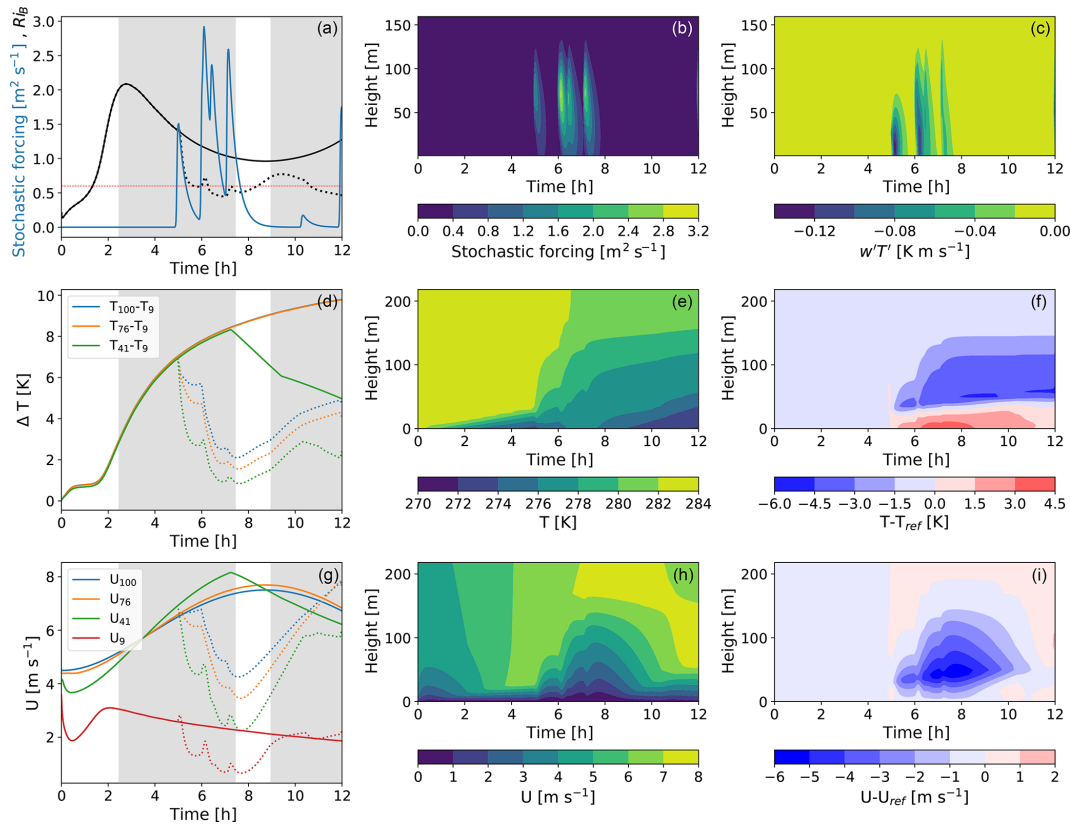 Stochastic forcing [m² s⁻¹] , Ri_B
3.0
2.5
2.0
1.5
1.0
0.5
0.0
(a)
0 2 4 6 8 10 12
Time [h]
Height [m]
150
100
50
(b)
0 2 4 6 8 10 12
Time [h]
0.0 0.4 0.8 1.2 1.6 2.0 2.4 2.8 3.2
Stochastic forcing [m² s⁻¹]
Height [m]
150
100
50
(c)
0 2 4 6 8 10 12
Time [h]
−0.12 −0.08 −0.04 0.00
w′T′ [K m s⁻¹]
Δ T [K]
10
8
6
4
2
0
T₁₀₀-T₉
T₇₆-T₉
T₄₁-T₉
(d)
0 2 4 6 8 10 12
Time [h]
Height [m]
200
100
0
(e)
0 2 4 6 8 10 12
Time [h]
270 272 274 276 278 280 282 284
T [K]
Height [m]
200
100
0
(f)
0 2 4 6 8 10 12
Time [h]
−6.0 −4.5 −3.0 −1.5 0.0 1.5 3.0 4.5
T-T_ref [K]
U [m s⁻¹]
8
6
4
2
U₁₀₀
U₇₆
U₄₁
U₉
(g)
0 2 4 6 8 10 12
Time [h]
Height [m]
200
100
0
(h)
0 2 4 6 8 10 12
Time [h]
0 1 2 3 4 5 6 7 8
U [m s⁻¹]
Height [m]
200
100
0
(i)
0 2 4 6 8 10 12
Time [h]
−6 −5 −4 −3 −2 −1 0 1 2
U-U_ref [m s⁻¹]